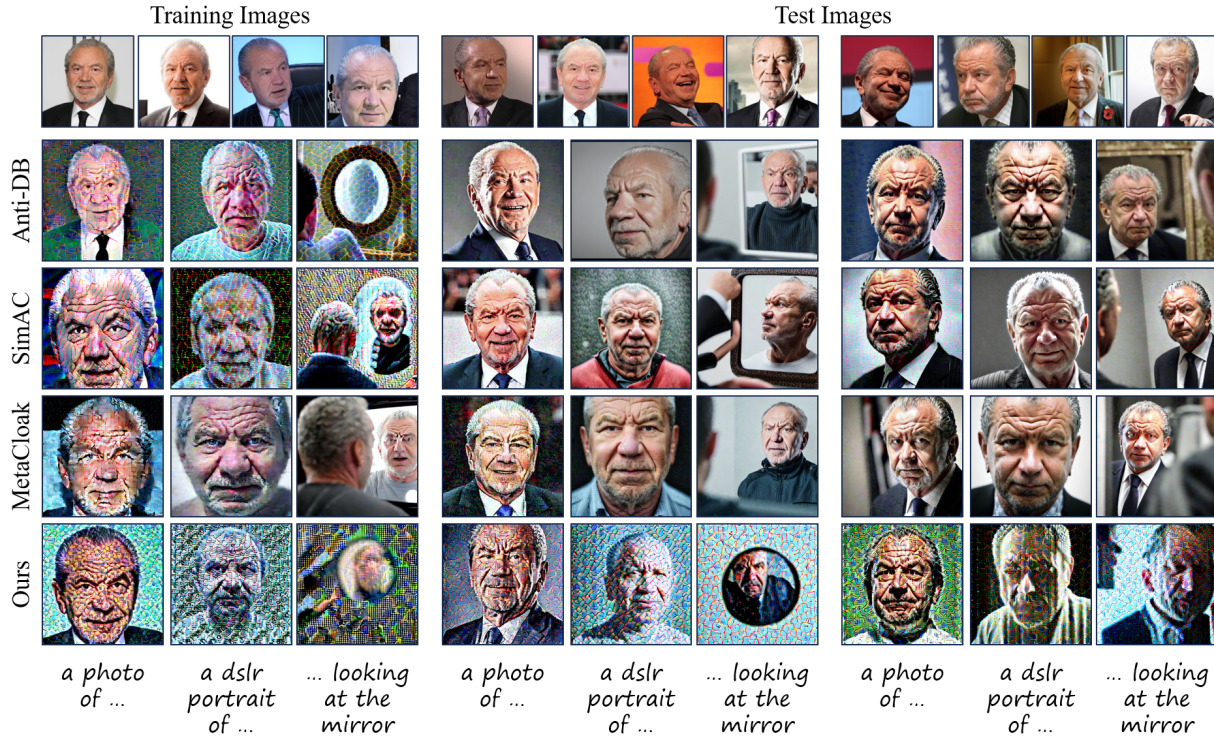 Training Images
Test Images
Anti-DB
SimAC
MetaCloak
Ours
a photo
of ...
a dslr
portrait
of ...
... looking
at the
mirror
a photo
of ...
a dslr
portrait
of ...
... looking
at the
mirror
a photo
of ...
a dslr
portrait
of ...
... looking
at the
mirror